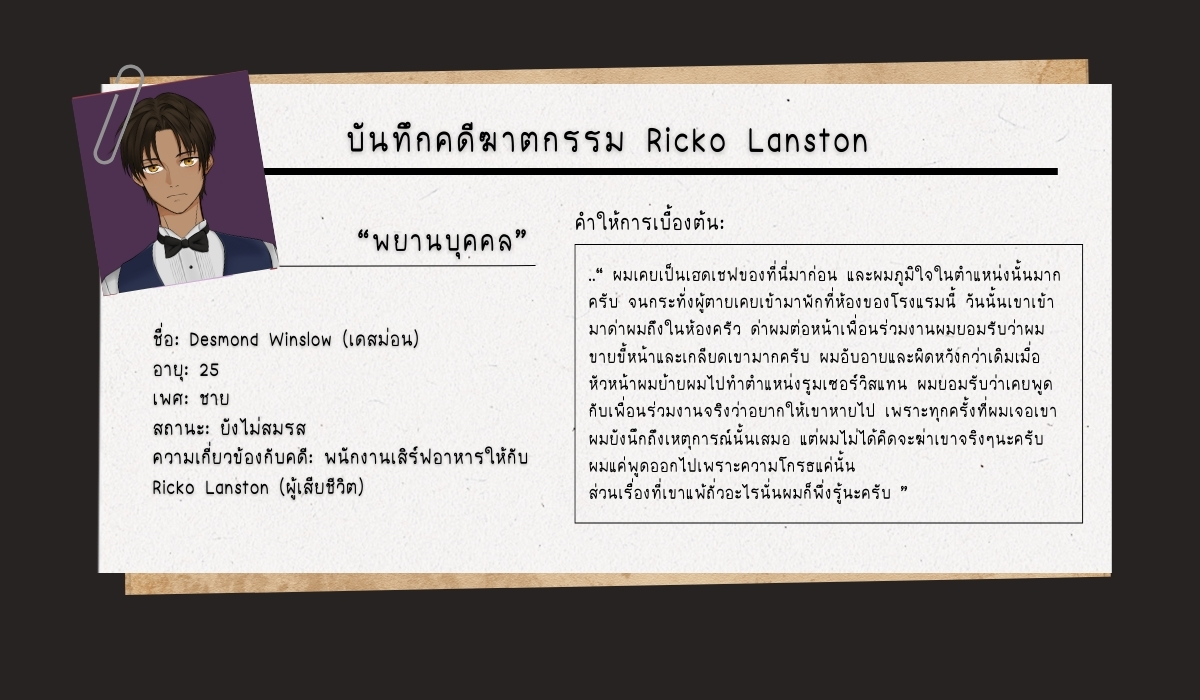 บันทึกคดีฆาตกรรม Ricko Lanston
“พยานบุคคล”
ชื่อ: Desmond Winslow (เดสม่อน)
อายุ: 25
เพศ: ชาย
สถานะ: ยังไม่สมรส
ความเกี่ยวข้องกับคดี: พนักงานเสิร์ฟอาหารให้กับ
Ricko Lanston (ผู้เสียชีวิต)
คำให้การเบื้องต้น:
..“ ผมเคยเป็นเฮดเชฟของที่นี่มาก่อน และผมภูมิใจในตำแหน่งนั้นมาก
ครับ จนกระทั่งผู้ตายเคยเข้ามาพักที่ห้องของโรงแรมนี้ วันนั้นเขาเข้า
มาด่าผมถึงในห้องครัว ด่าผมต่อหน้าเพื่อนร่วมงานผมยอมรับว่าผม
ขายขี้หน้าและเกลียดเขามากครับ ผมอับอายและผิดหวังกว่าเดิมเมื่อ
หัวหน้าผมย้ายผมไปทำตำแหน่งรูมเซอร์วิสแทน ผมยอมรับว่าเคยพูด
กับเพื่อนร่วมงานจริงว่าอยากให้เขาหายไป เพราะทุกครั้งที่ผมเจอเขา
ผมยังนึกถึงเหตุการณ์นั้นเสมอ แต่ผมไม่ได้คิดจะฆ่าเขาจริงๆนะครับ
ผมแค่พูดออกไปเพราะความโกรธแค่นั้น
ส่วนเรื่องที่เขาแพ้ถั่วอะไรนั่นผมก็พึ่งรู้นะครับ ”